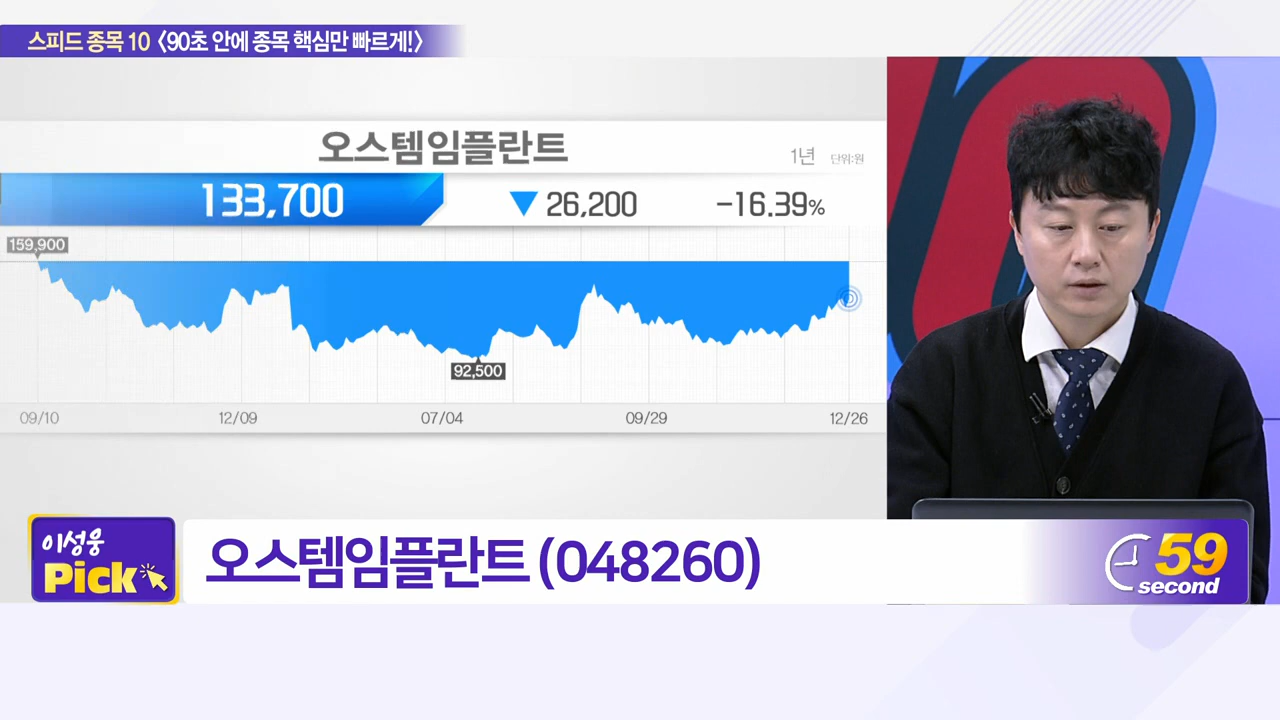 스피드 종목 10 〈90초 안에 종목 핵심만 빠르게!〉
오스템임플란트
1년 단위:원
133,700 ▼ 26,200 -16.39%
159,900
92,500
09/10 12/09 07/04 09/29 12/26
이성웅
Pick
오스템임플란트 (048260)
59
second